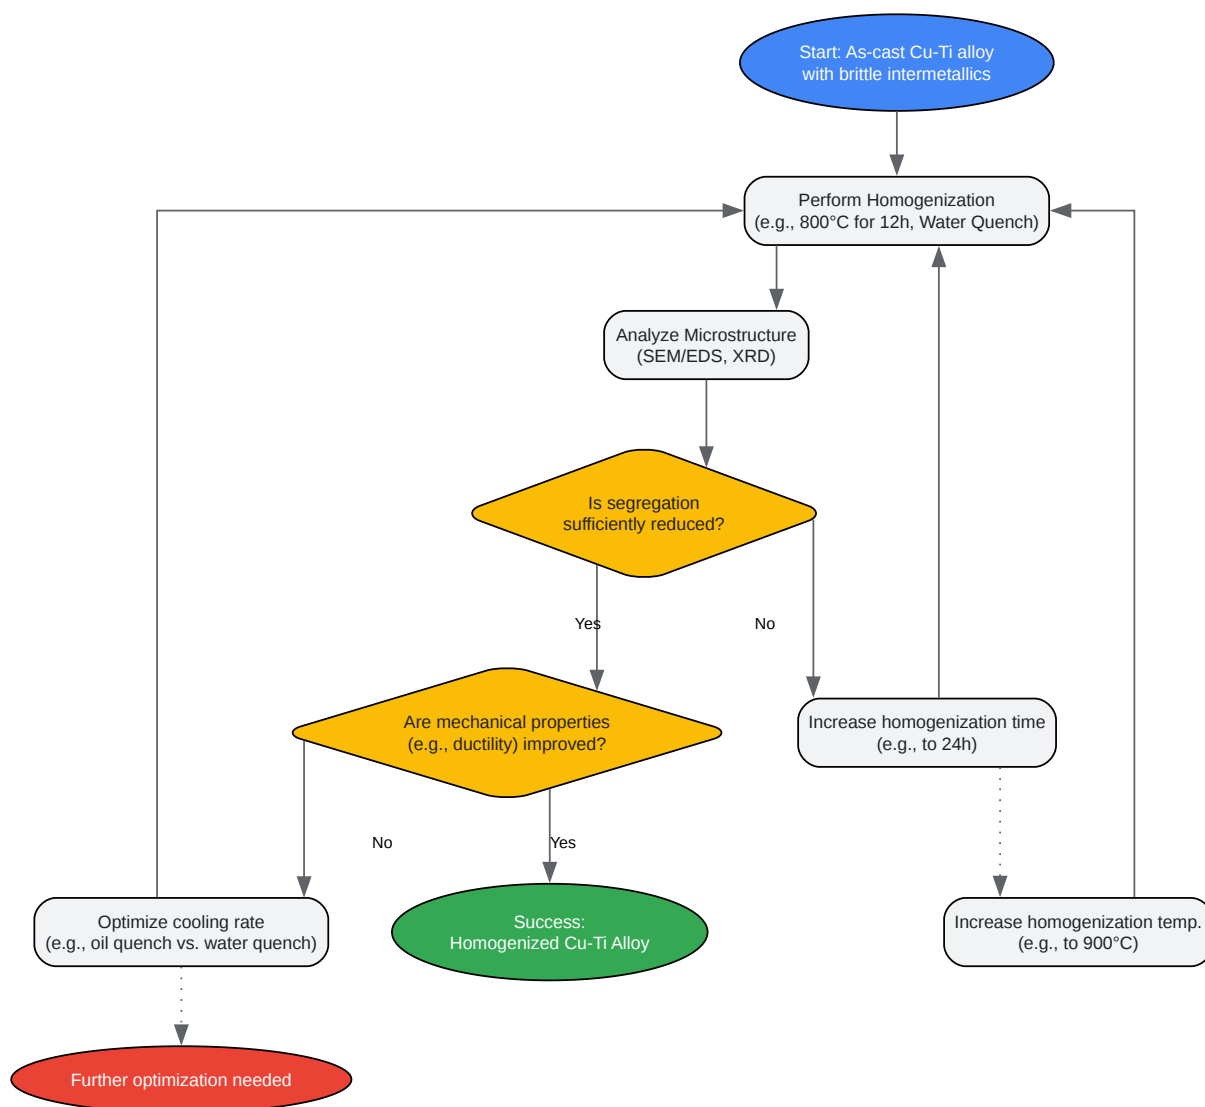 Start: As-cast Cu-Ti alloy
with brittle intermetallics
Perform Homogenization
(e.g., 800°C for 12h, Water Quench)
Analyze Microstructure
(SEM/EDS, XRD)
Is segregation
sufficiently reduced?
Yes
No
Are mechanical properties
(e.g., ductility) improved?
Increase homogenization time
(e.g., to 24h)
No
Yes
Optimize cooling rate
(e.g., oil quench vs. water quench)
Success:
Homogenized Cu-Ti Alloy
Increase homogenization temp.
(e.g., to 900°C)
Further optimization needed